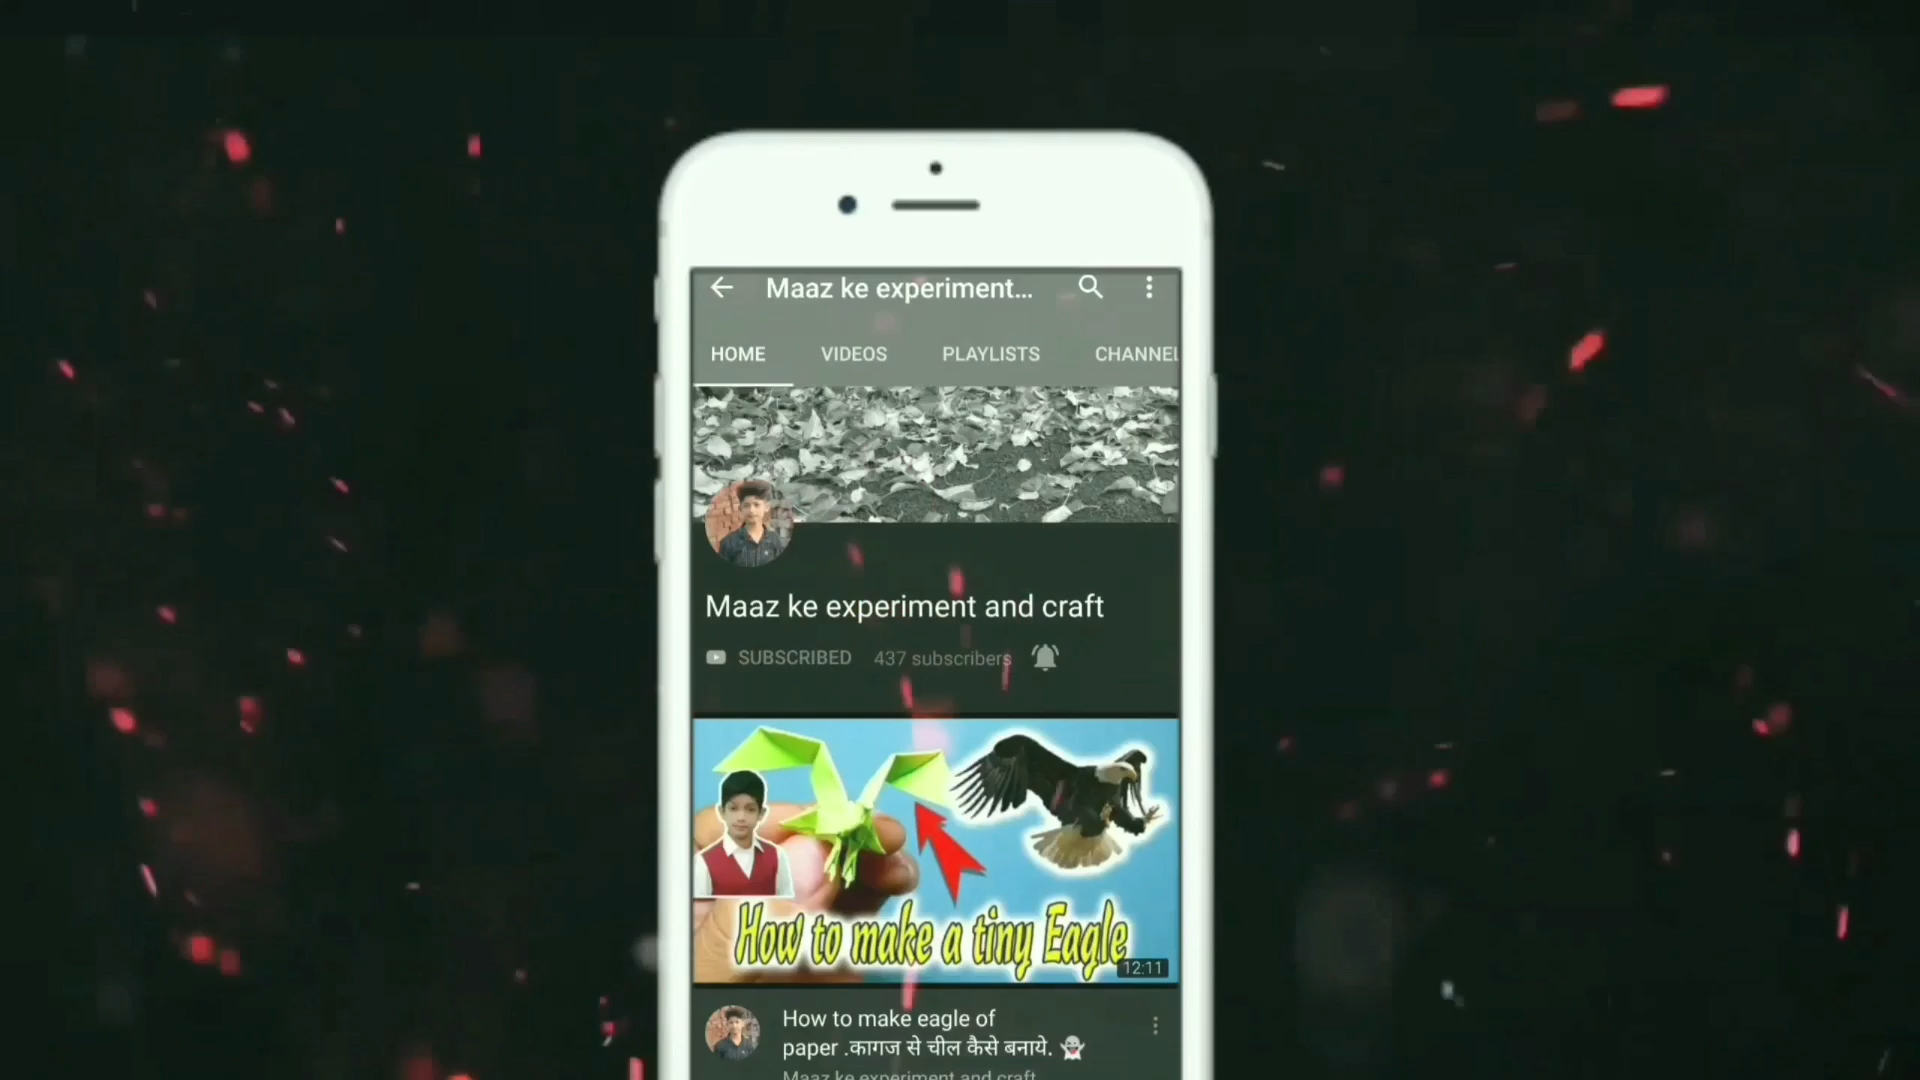 Maaz ke experiment...
HOME VIDEOS PLAYLISTS CHANNEL
Maaz ke experiment and craft
SUBSCRIBED 437 subscribers
How to make a tiny Eagle
12:11
How to make eagle of
paper .कागज से चील कैसे बनाये. 👻
Maaz ke experiment and craft